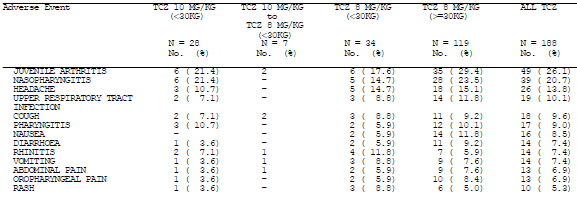 Adverse Event TCZ 10 MG/KG TCZ 10 MG/KG TCZ 8 MG/KG TCZ 8 MG/KG ALL TCZ
(<30KG) to (<30KG) (>=30KG)
TCZ 8 MG/KG
(<30KG)
N = 28 N = 7 N = 34 N = 119 N = 188
No. (%) No. (%) No. (%) No. (%) No. (%)
JUVENILE ARTHRITIS 6 ( 21.4) 2 6 ( 17.6) 35 ( 29.4) 49 ( 26.1)
NASOPHARYNGITIS 6 ( 21.4) - 5 ( 14.7) 28 ( 23.5) 39 ( 20.7)
HEADACHE 3 ( 10.7) - 5 ( 14.7) 18 ( 15.1) 26 ( 13.8)
UPPER RESPIRATORY TRACT 2 ( 7.1) - 3 ( 8.8) 14 ( 11.8) 19 ( 10.1)
INFECTION
COUGH 2 ( 7.1) 2 3 ( 8.8) 11 ( 9.2) 18 ( 9.6)
PHARYNGITIS 3 ( 10.7) - 2 ( 5.9) 12 ( 10.1) 17 ( 9.0)
NAUSEA - - 2 ( 5.9) 14 ( 11.8) 16 ( 8.5)
DIARRHOEA 1 ( 3.6) - 2 ( 5.9) 11 ( 9.2) 14 ( 7.4)
RHINITIS 2 ( 7.1) 1 4 ( 11.8) 7 ( 5.9) 14 ( 7.4)
VOMITING 1 ( 3.6) 1 3 ( 8.8) 9 ( 7.6) 14 ( 7.4)
ABDOMINAL PAIN 1 ( 3.6) 1 2 ( 5.9) 9 ( 7.6) 13 ( 6.9)
OROPHARYNGEAL PAIN 1 ( 3.6) - 2 ( 5.9) 10 ( 8.4) 13 ( 6.9)
RASH 1 ( 3.6) - 3 ( 8.8) 6 ( 5.0) 10 ( 5.3)